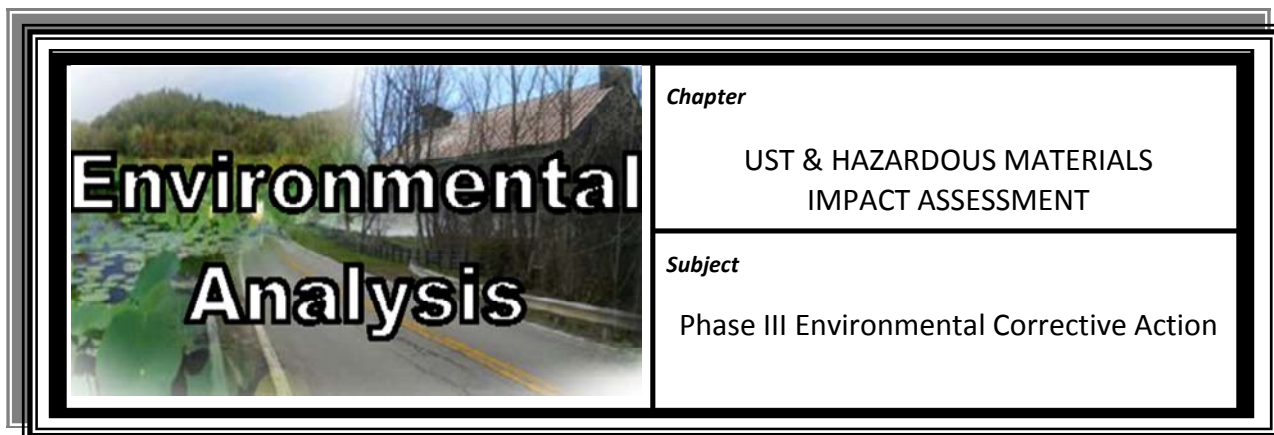 Environmental
Analysis
Chapter
UST & HAZARDOUS MATERIALS
IMPACT ASSESSMENT
Subject
Phase III Environmental Corrective Action